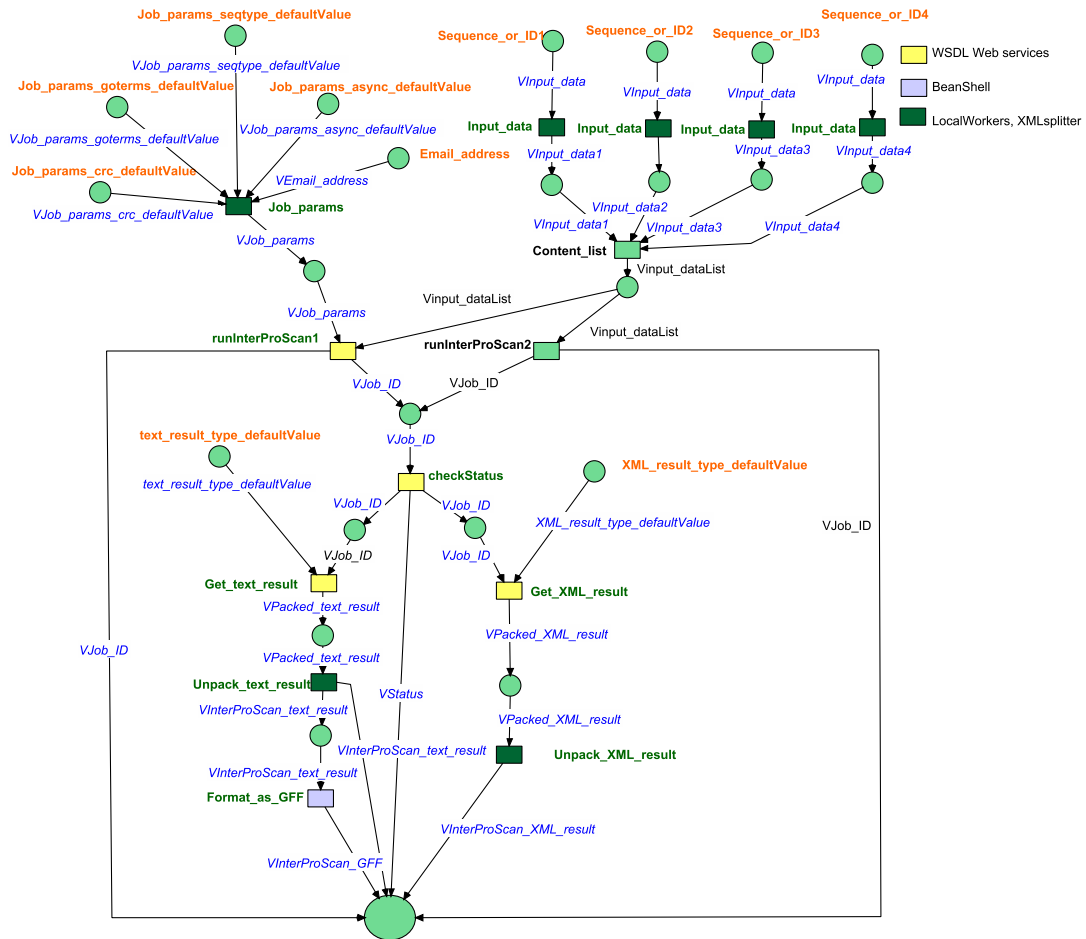 Job_params_seqtype_defaultValue
Sequence_or_ID4
Sequence_or_ID1
Sequence_or_ID2
Sequence_or_ID3
WSDL Web services
VJob_params_seqtype_defaultValue
VInput_data
VInput_data
VInput_data
VInput_data
Job_params_goterms_defaultValue
Job_params_async_defaultValue
BeanShell
VJob_params_goterms_defaultValue
VJob_params_async_defaultValue
Input_data
Input_data
Input_data
Input_data
LocalWorkers, XMLsplitter
Email_address
VInput_data1
VInput_data3
VInput_data4
Job_params_crc_defaultValue
VEmail_address
VJob_params_crc_defaultValue
Job_params
VInput_data2
VInput_data1
VInput_data3
VInput_data4
VJob_params
Content_list
Vinput_dataList
Vinput_dataList
VJob_params
Vinput_dataList
runInterProScan1
runInterProScan2
VJob_ID
VJob_ID
text_result_type_defaultValue
VJob_ID
XML_result_type_defaultValue
text_result_type_defaultValue
checkStatus
VJob_ID
VJob_ID
XML_result_type_defaultValue
VJob_ID
VJob_ID
VJob_ID
Get_text_result
Get_XML_result
VPacked_text_result
VPacked_XML_result
VJob_ID
VPacked_text_result
Unpack_text_result
VStatus
VInterProScan_text_result
VPacked_XML_result
VInterProScan_text_result
Unpack_XML_result
VInterProScan_text_result
Format_as_GFF
VInterProScan_XML_result
VInterProScan_GFF